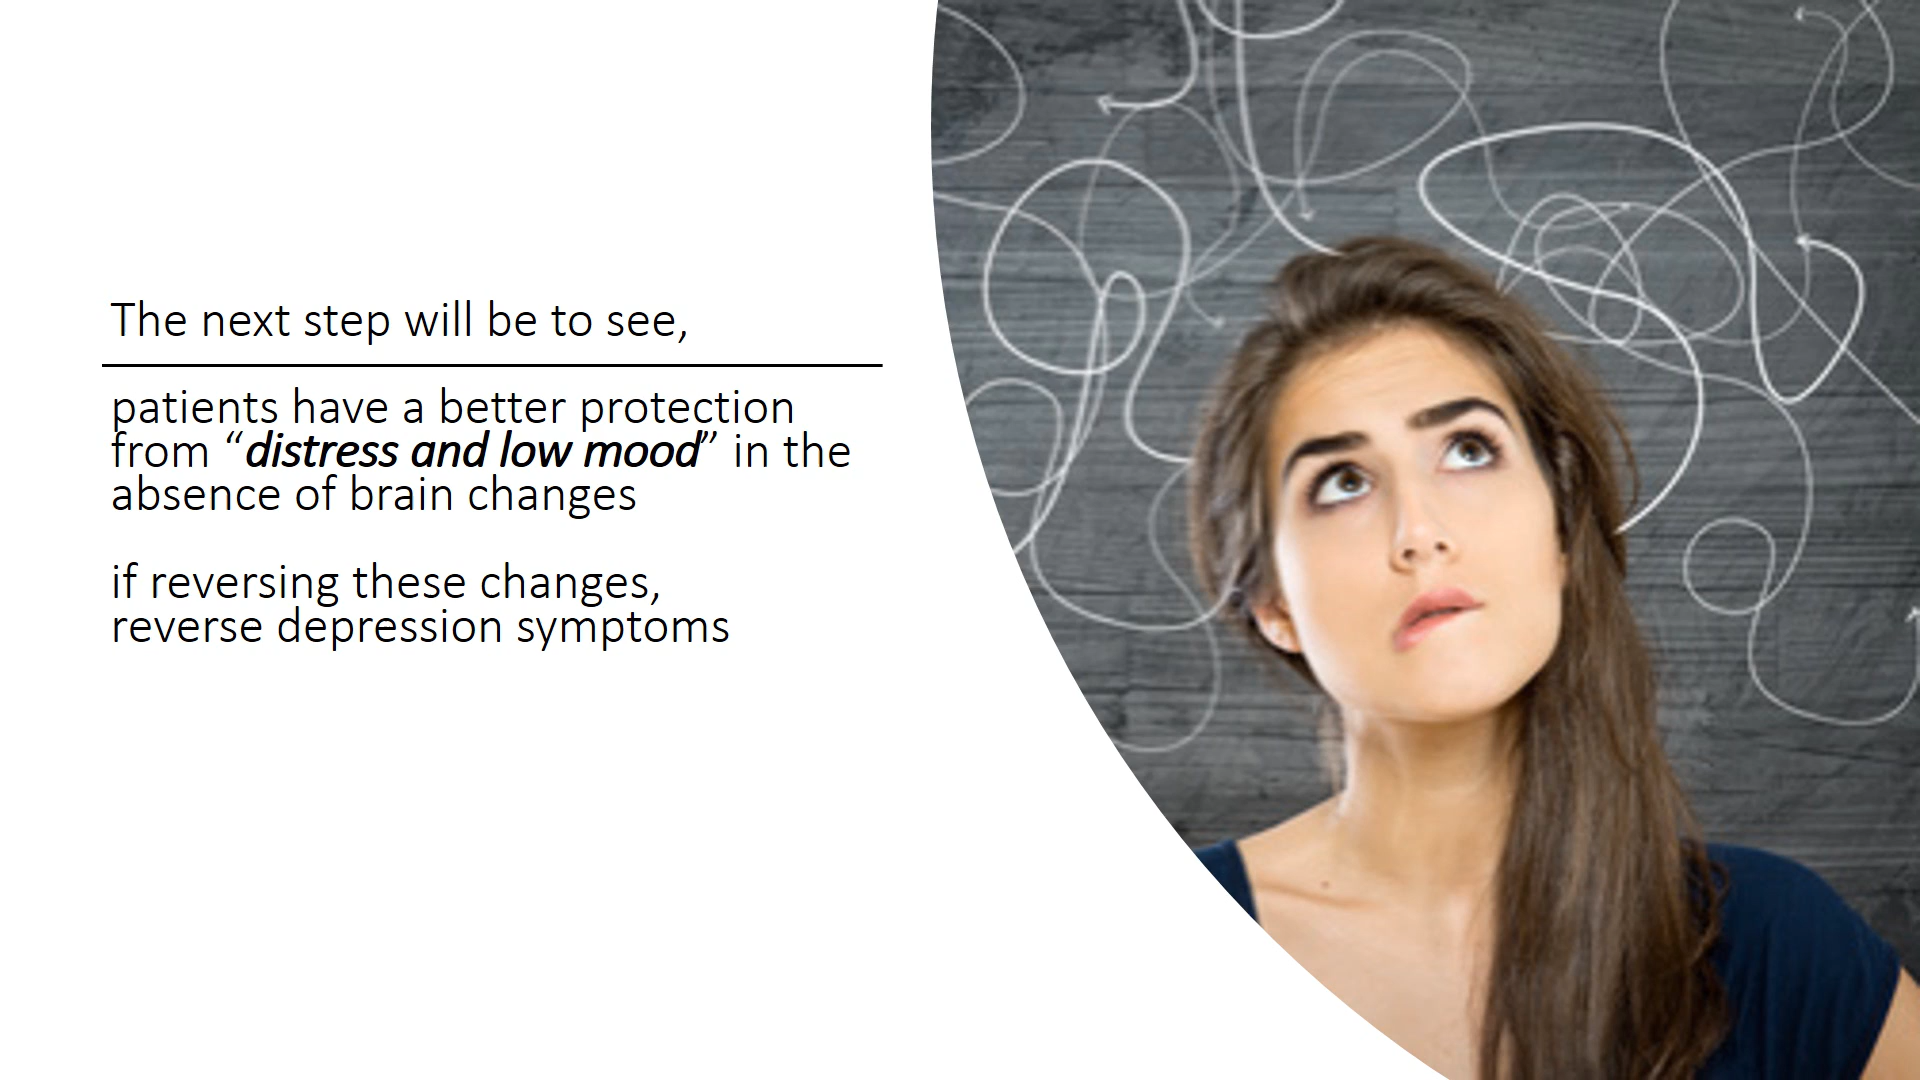 The next step will be to see,
patients have a better protection
from “distress and low mood” in the
absence of brain changes
if reversing these changes,
reverse depression symptoms